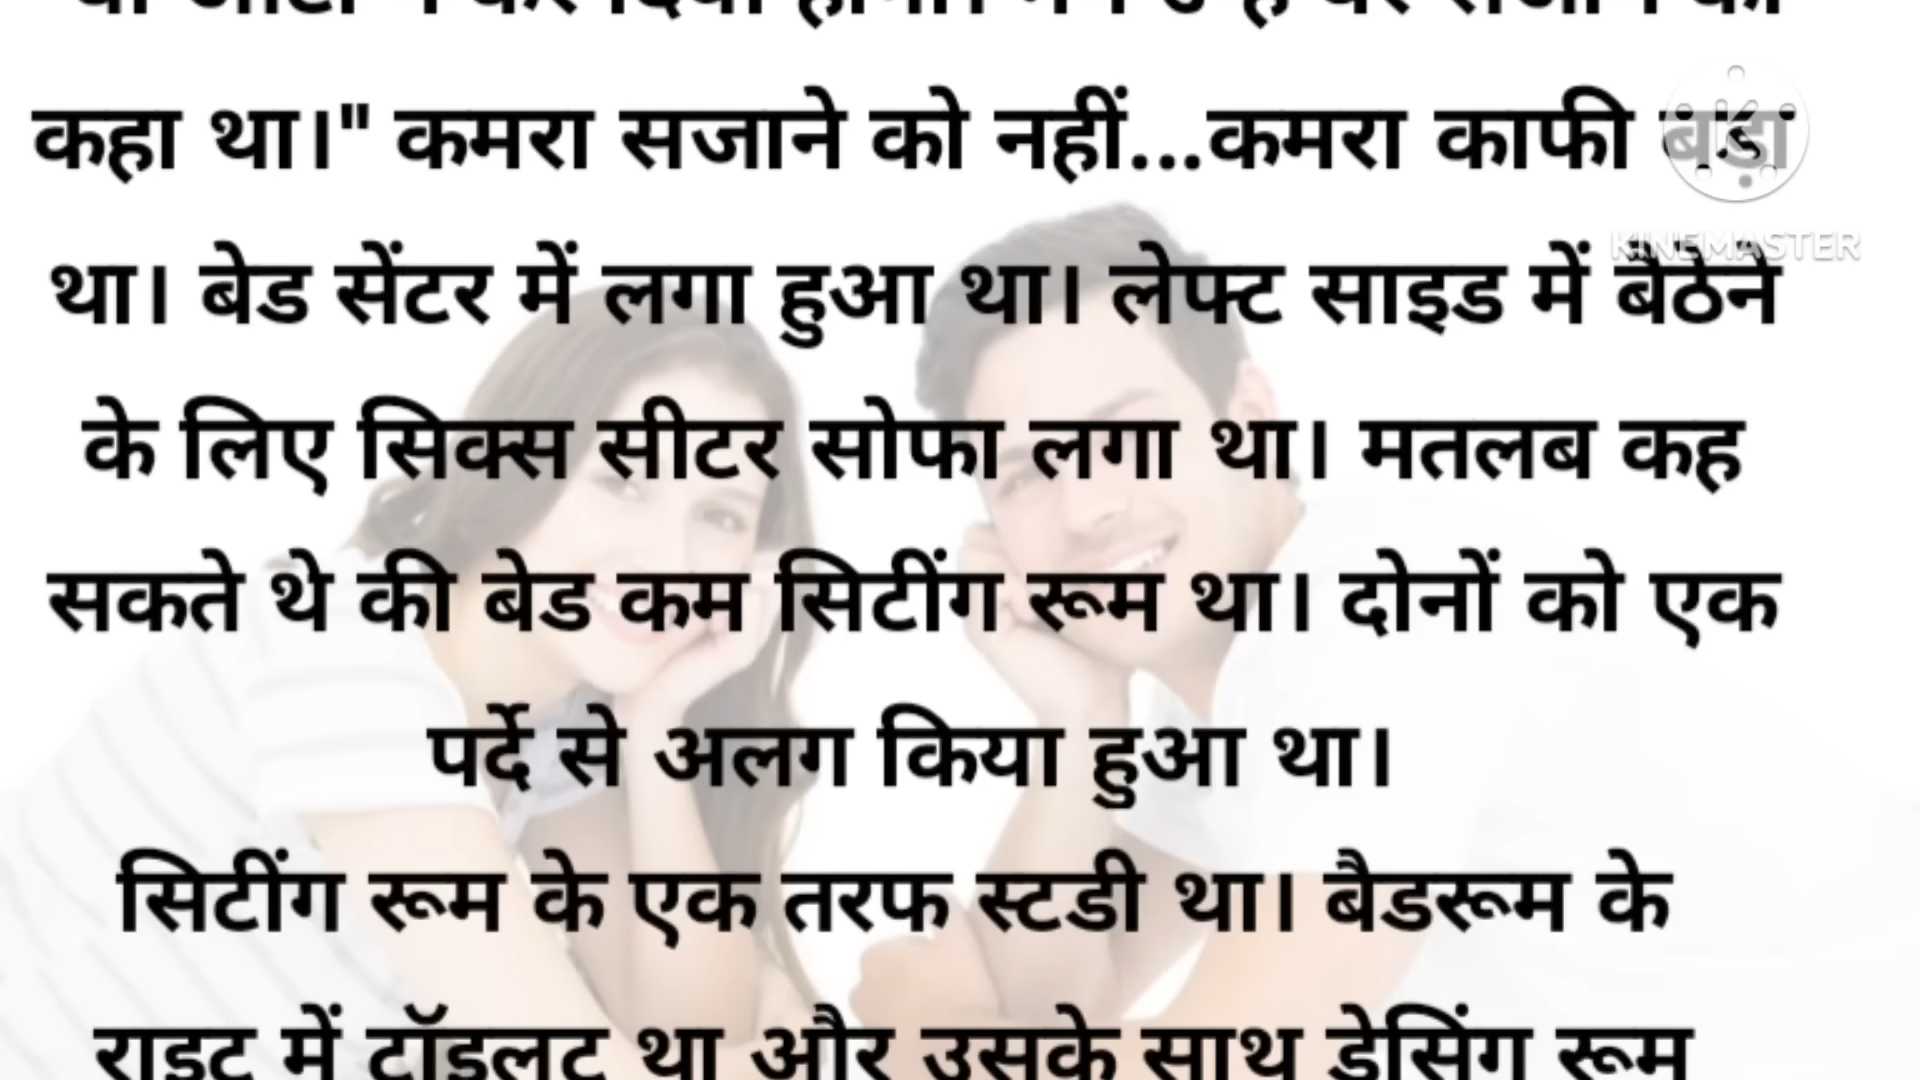 कहा था।" कमरा सजाने को नहीं...कमरा काफी बड़ा
KINEMASTER
था। बेड सेंटर में लगा हुआ था। लेफ्ट साइड में बैठेने
के लिए सिक्स सीटर सोफा लगा था। मतलब कह
सकते थे की बेड कम सिटींग रूम था। दोनों को एक
पर्दे से अलग किया हुआ था।
सिटींग रूम के एक तरफ स्टडी था। बैडरूम के
राइट में टॉइलट था और उसके साथ ड्रेसिंग रूम